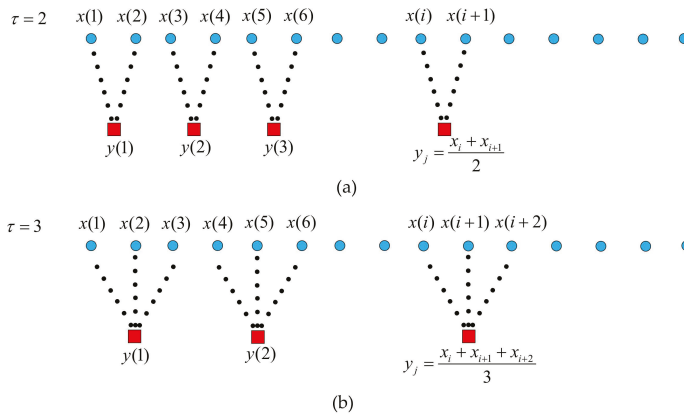 τ = 2 x(1) x(2) x(3) x(4) x(5) x(6) x(i) x(i+1)
y(1) y(2) y(3) y_j = (x_i + x_{i+1})/2
(a)
τ = 3 x(1) x(2) x(3) x(4) x(5) x(6) x(i) x(i+1) x(i+2)
y(1) y(2) y_j = (x_i + x_{i+1} + x_{i+2})/3
(b)